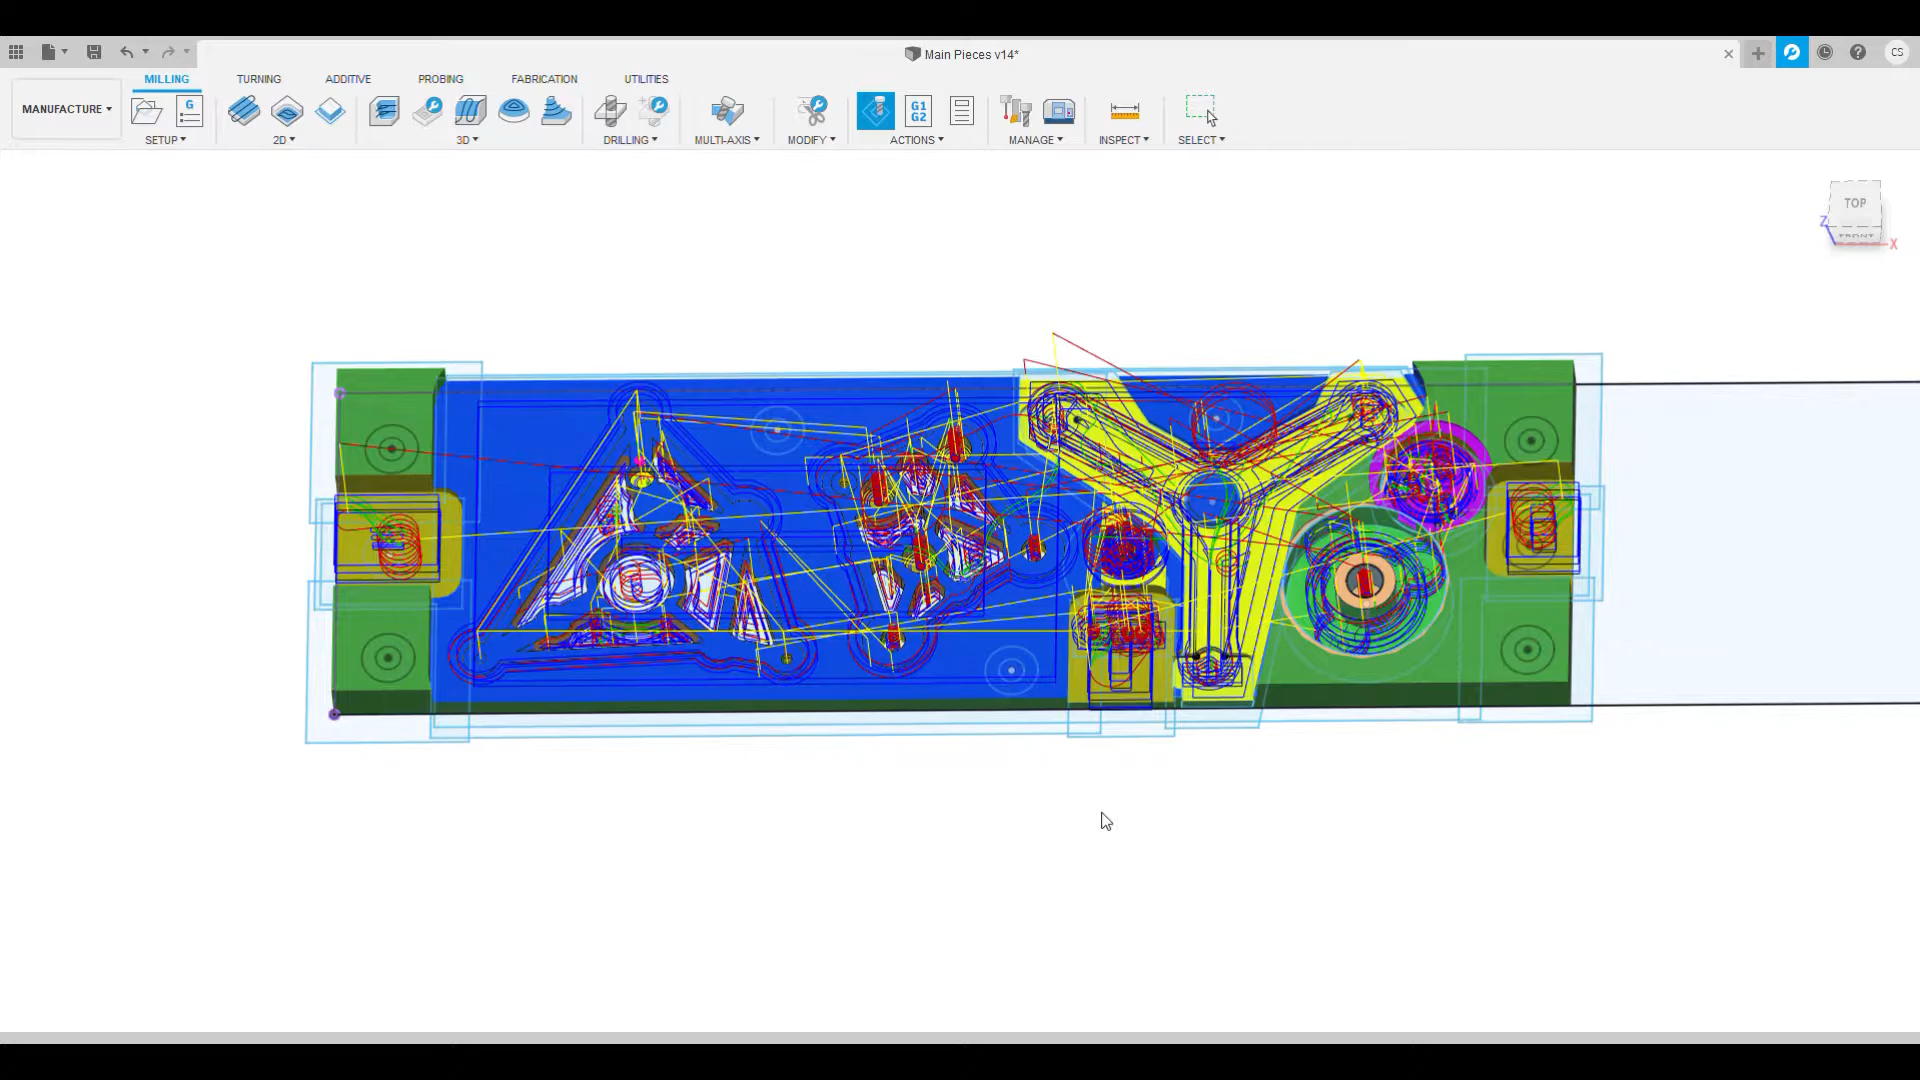 Main Pieces v14*
CS
MILLING TURNING ADDITIVE PROBING FABRICATION UTILITIES
MANUFACTURE
G
G1
G2
SETUP 2D 3D DRILLING MULTI-AXIS MODIFY ACTIONS MANAGE INSPECT SELECT
TOP
Z
FRONT
X